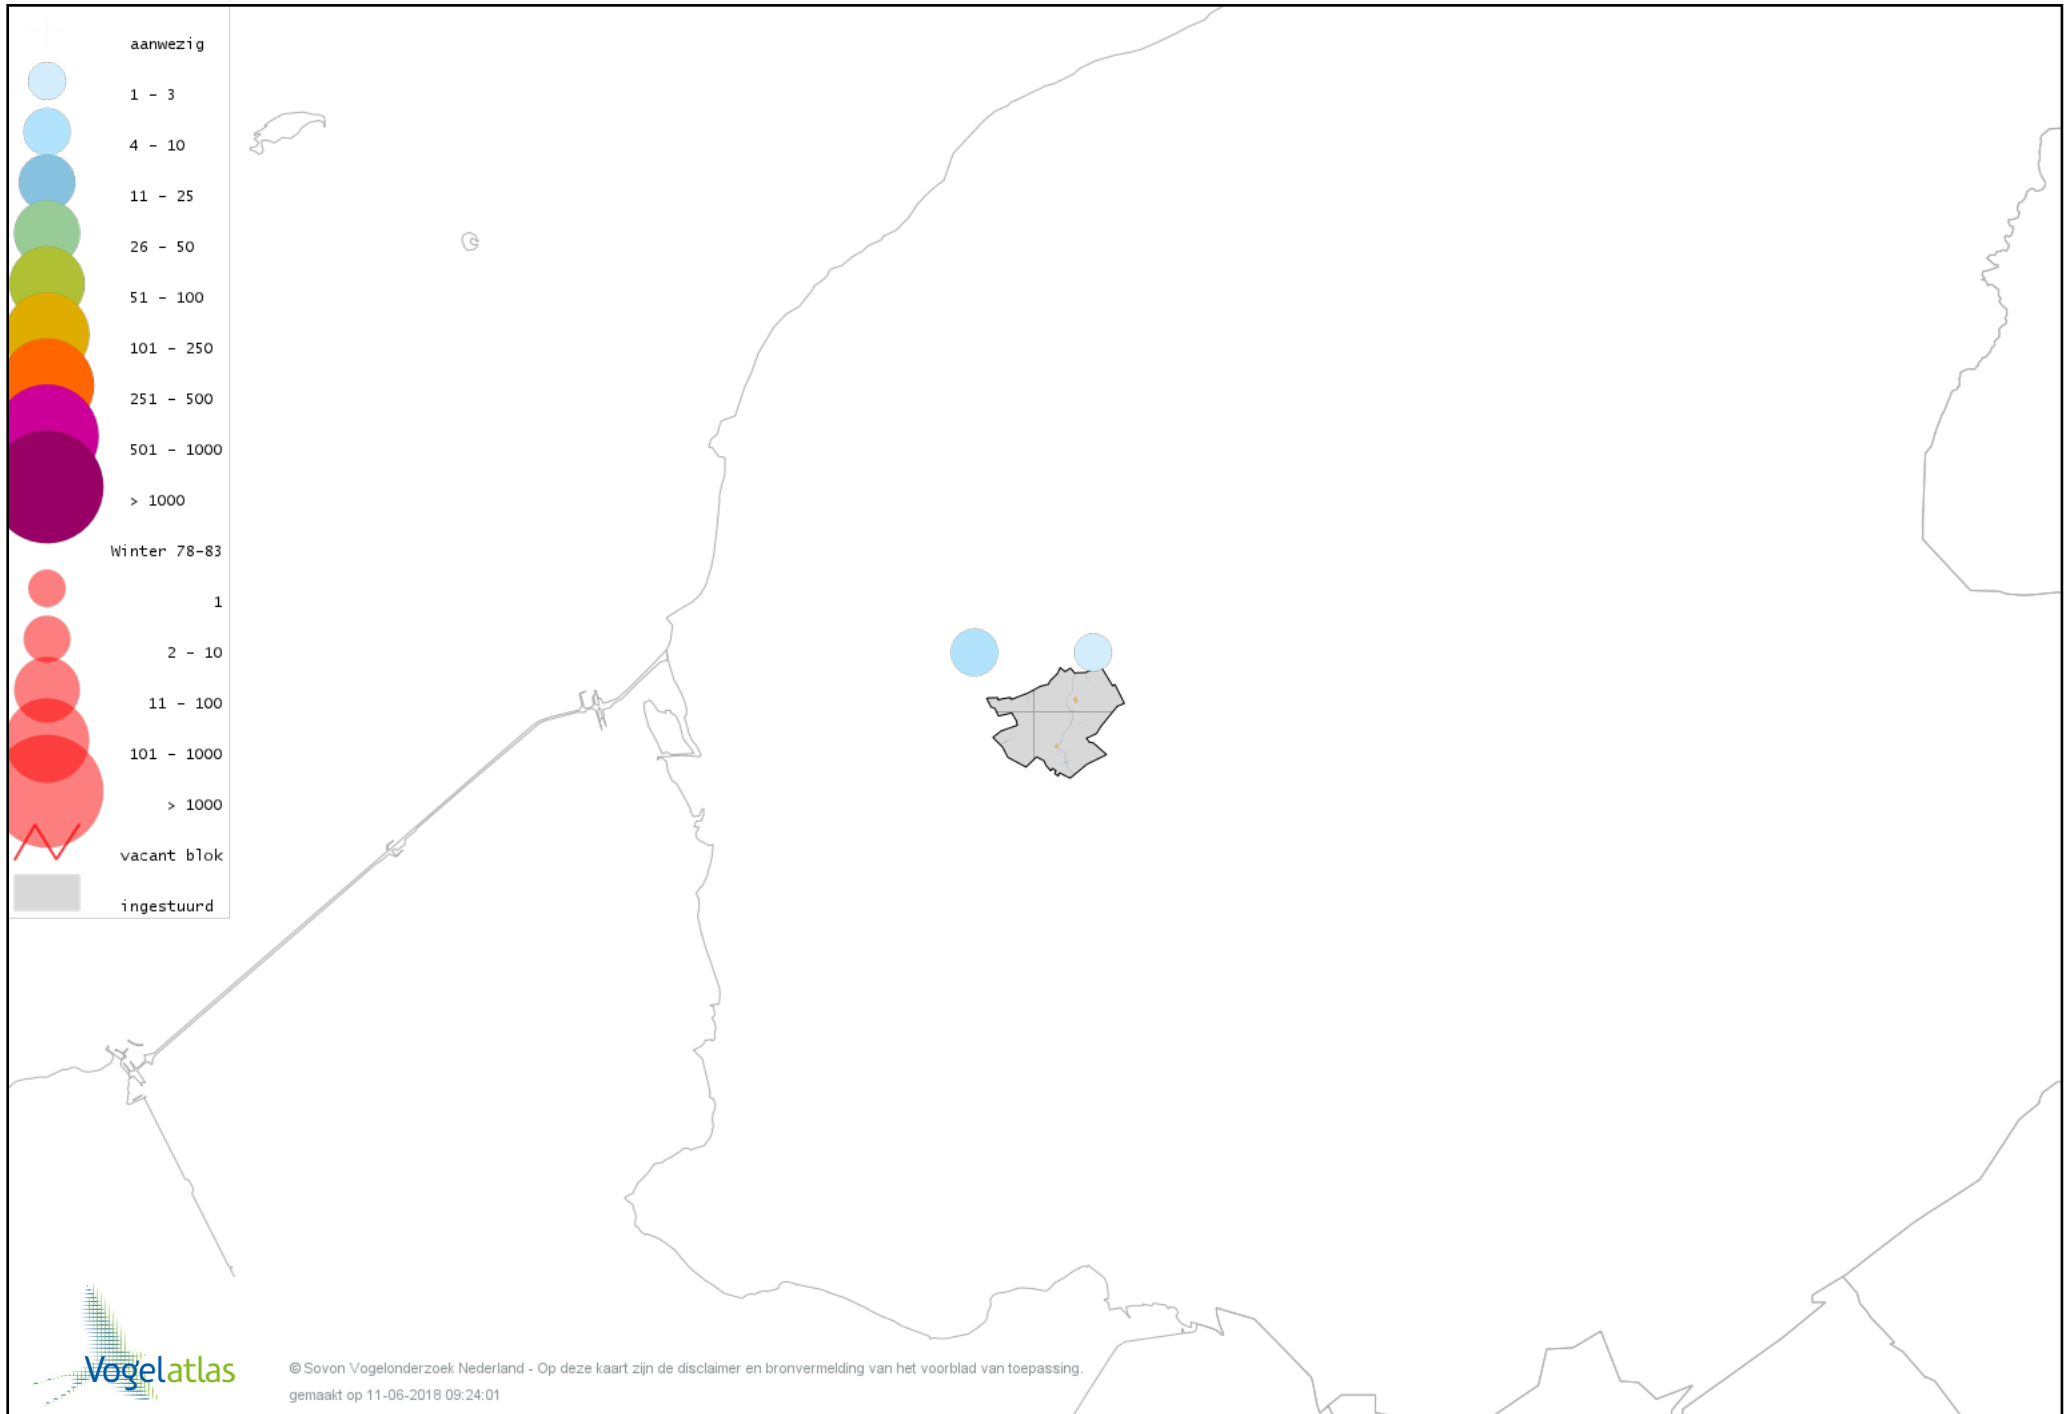 aanwezig
1 - 3
4 - 10
11 - 25
26 - 50
51 - 100
101 - 250
251 - 500
501 - 1000
> 1000
Winter 78-83
1
2 - 10
11 - 100
101 - 1000
> 1000
vacant blok
ingestuurd
Vogelatlas
© Sovon Vogelonderzoek Nederland - Op deze kaart zijn de disclaimer en bronvermelding van het voorblad van toepassing.
gemaakt op 11-06-2018 09:24:01